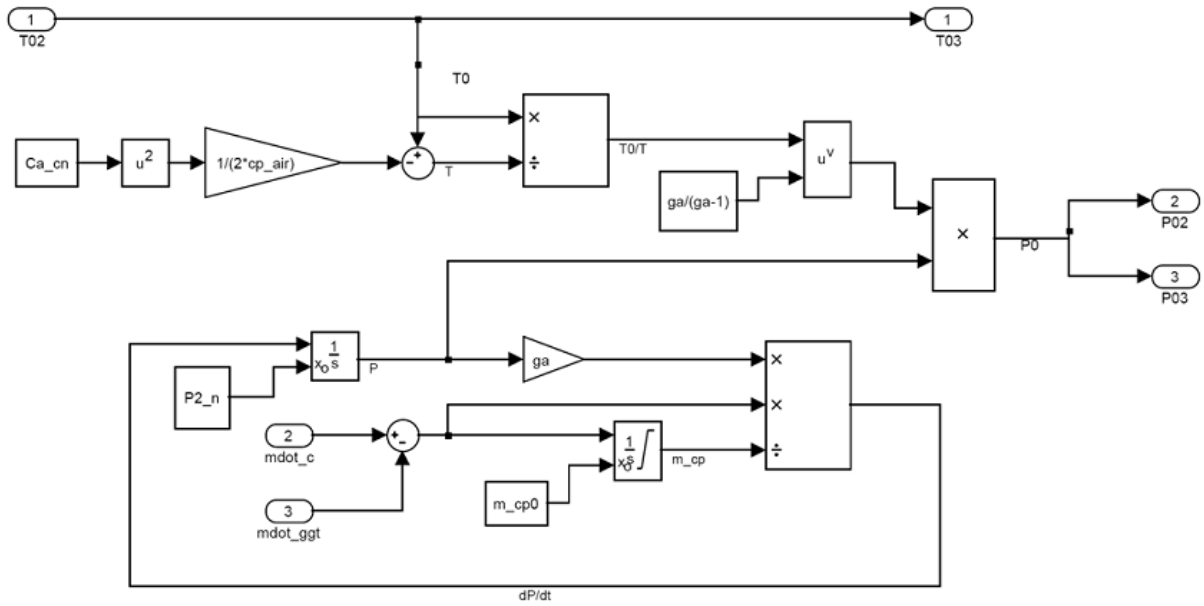 1
T02
1
T03
T0
Ca_cn
u²
1/(2*cp_air)
- +
T
×
÷
T0/T
ga/(ga-1)
uᵛ
×
P0
2
P02
3
P03
P2_n
1
xo s
P
ga
×
×
÷
2
mdot_c
+ -
3
mdot_ggt
1
xo s
m_cp
m_cp0
dP/dt